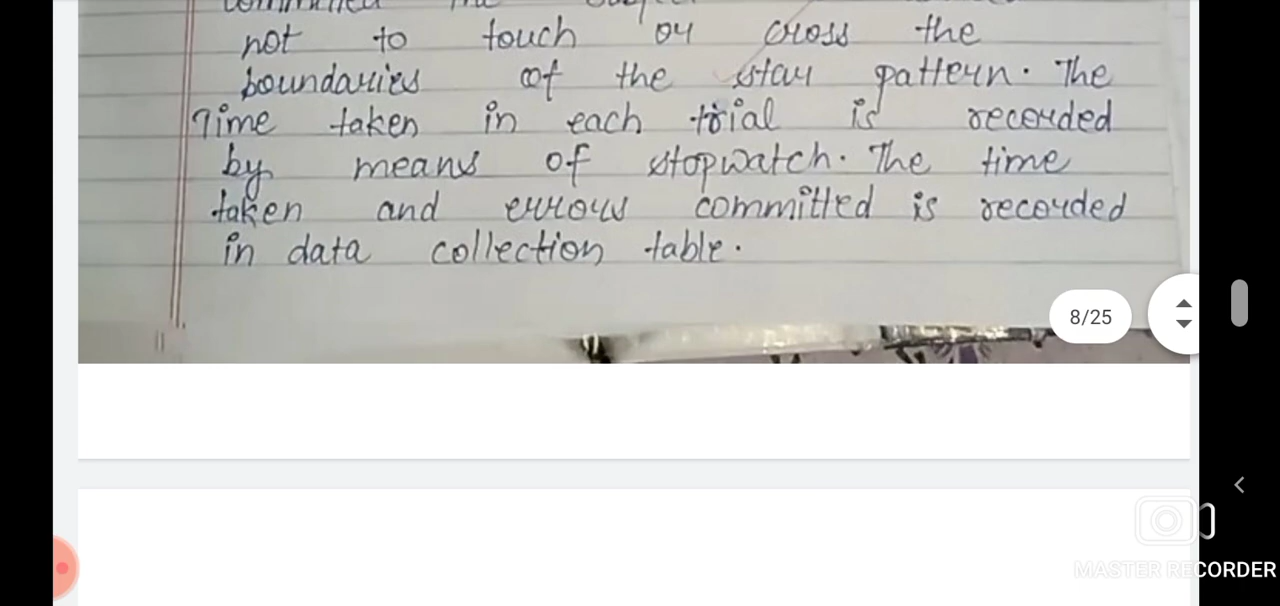 not to touch or cross the
boundaries of the star pattern. The
Time taken in each trial is recorded
by means of stopwatch. The time
taken and errors committed is recorded
in data collection table.
8/25
MASTER RECORDER